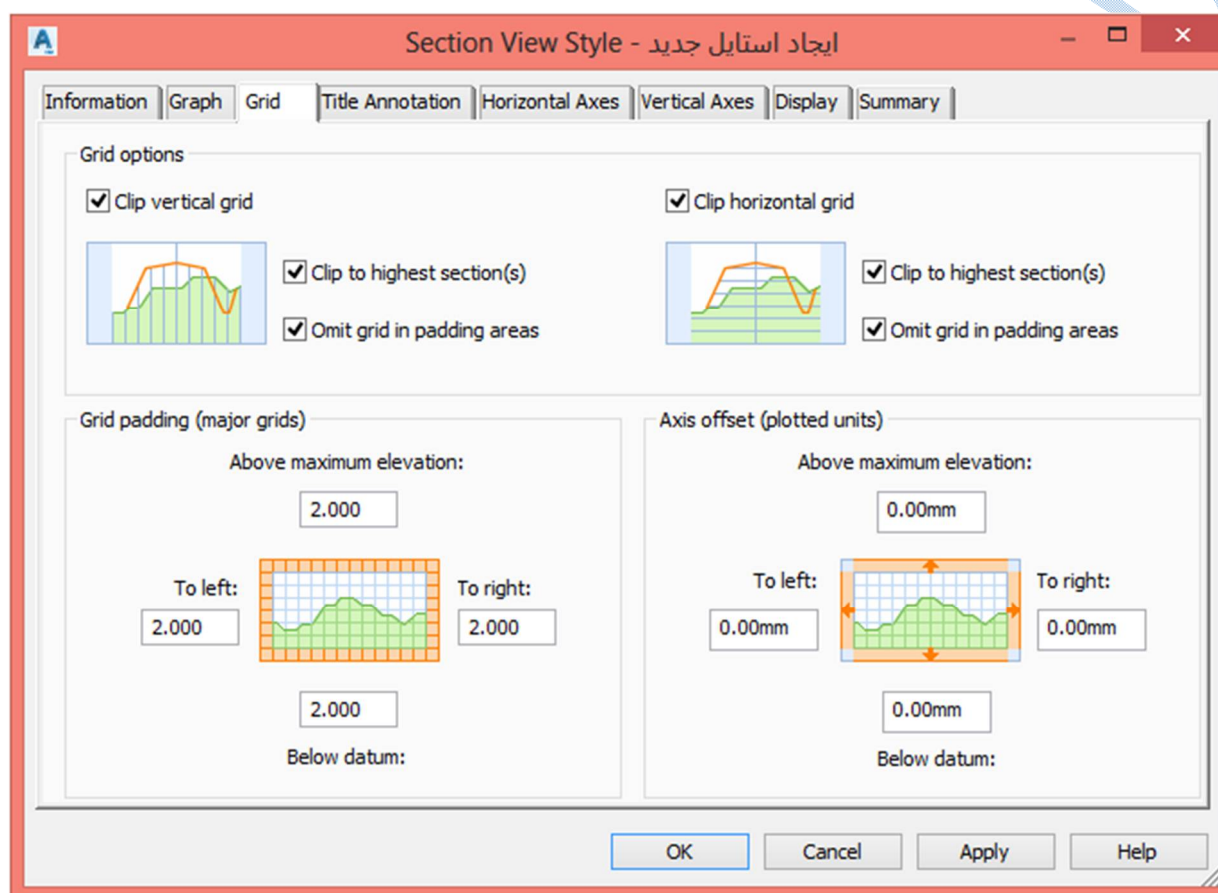 Section View Style - ایجاد استایل جدید
Information Graph Grid Title Annotation Horizontal Axes Vertical Axes Display Summary
Grid options
Clip vertical grid
Clip to highest section(s)
Omit grid in padding areas
Clip horizontal grid
Clip to highest section(s)
Omit grid in padding areas
Grid padding (major grids)
Above maximum elevation:
2.000
To left:
2.000
To right:
2.000
2.000
Below datum:
Axis offset (plotted units)
Above maximum elevation:
0.00mm
To left:
0.00mm
To right:
0.00mm
0.00mm
Below datum:
OK Cancel Apply Help